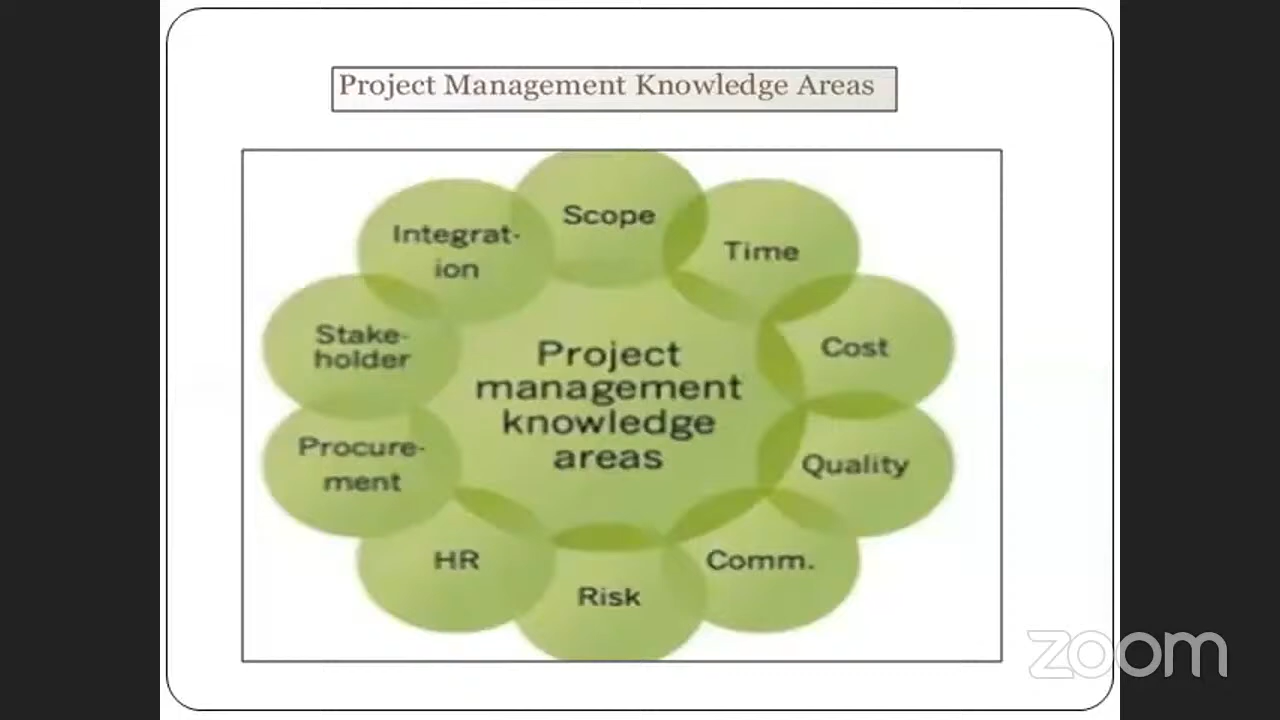 Project Management Knowledge Areas
Scope
Integrat-
ion
Time
Stake-
holder
Cost
Project
management
knowledge
areas
Procure-
ment
Quality
HR
Comm.
Risk
zoom